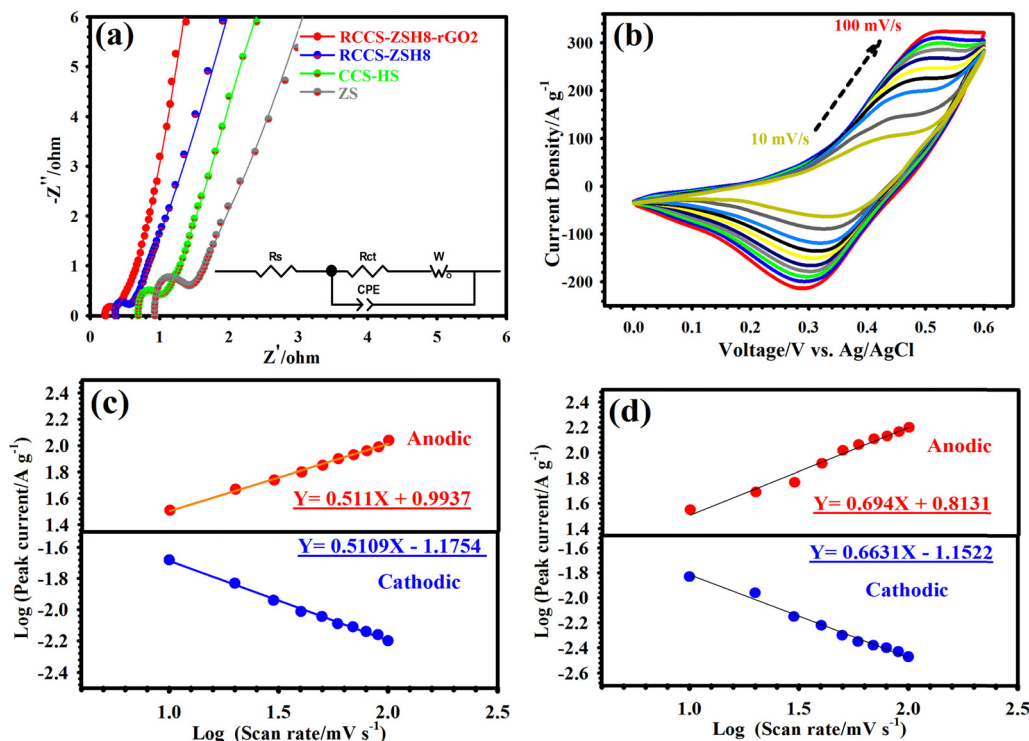 (a)
RCCS-ZSH8-rGO2
RCCS-ZSH8
CCS-HS
ZS
-Z''/ohm
6
5
4
3
2
1
0
Rs
Rct
W
CPE
0 1 2 3 4 5 6
Z'/ohm
(b)
100 mV/s
10 mV/s
Current Density/A g-1
300
200
100
0
-100
-200
0.0 0.1 0.2 0.3 0.4 0.5 0.6
Voltage/V vs. Ag/AgCl
(c)
Log (Peak current/A g-1)
2.4
2.2
2.0
1.8
1.6
1.4
Anodic
Y= 0.511X + 0.9937
-1.6
-1.8
-2.0
-2.2
-2.4
Y= 0.5109X - 1.1754
Cathodic
1.0 1.5 2.0 2.5
Log (Scan rate/mV s-1)
(d)
Log (Peak current/A g-1)
2.4
2.2
2.0
1.8
1.6
1.4
Anodic
Y= 0.694X + 0.8131
-1.6
-1.8
-2.0
-2.2
-2.4
-2.6
Y= 0.6631X - 1.1522
Cathodic
1.0 1.5 2.0 2.5
Log (Scan rate/mV s-1)